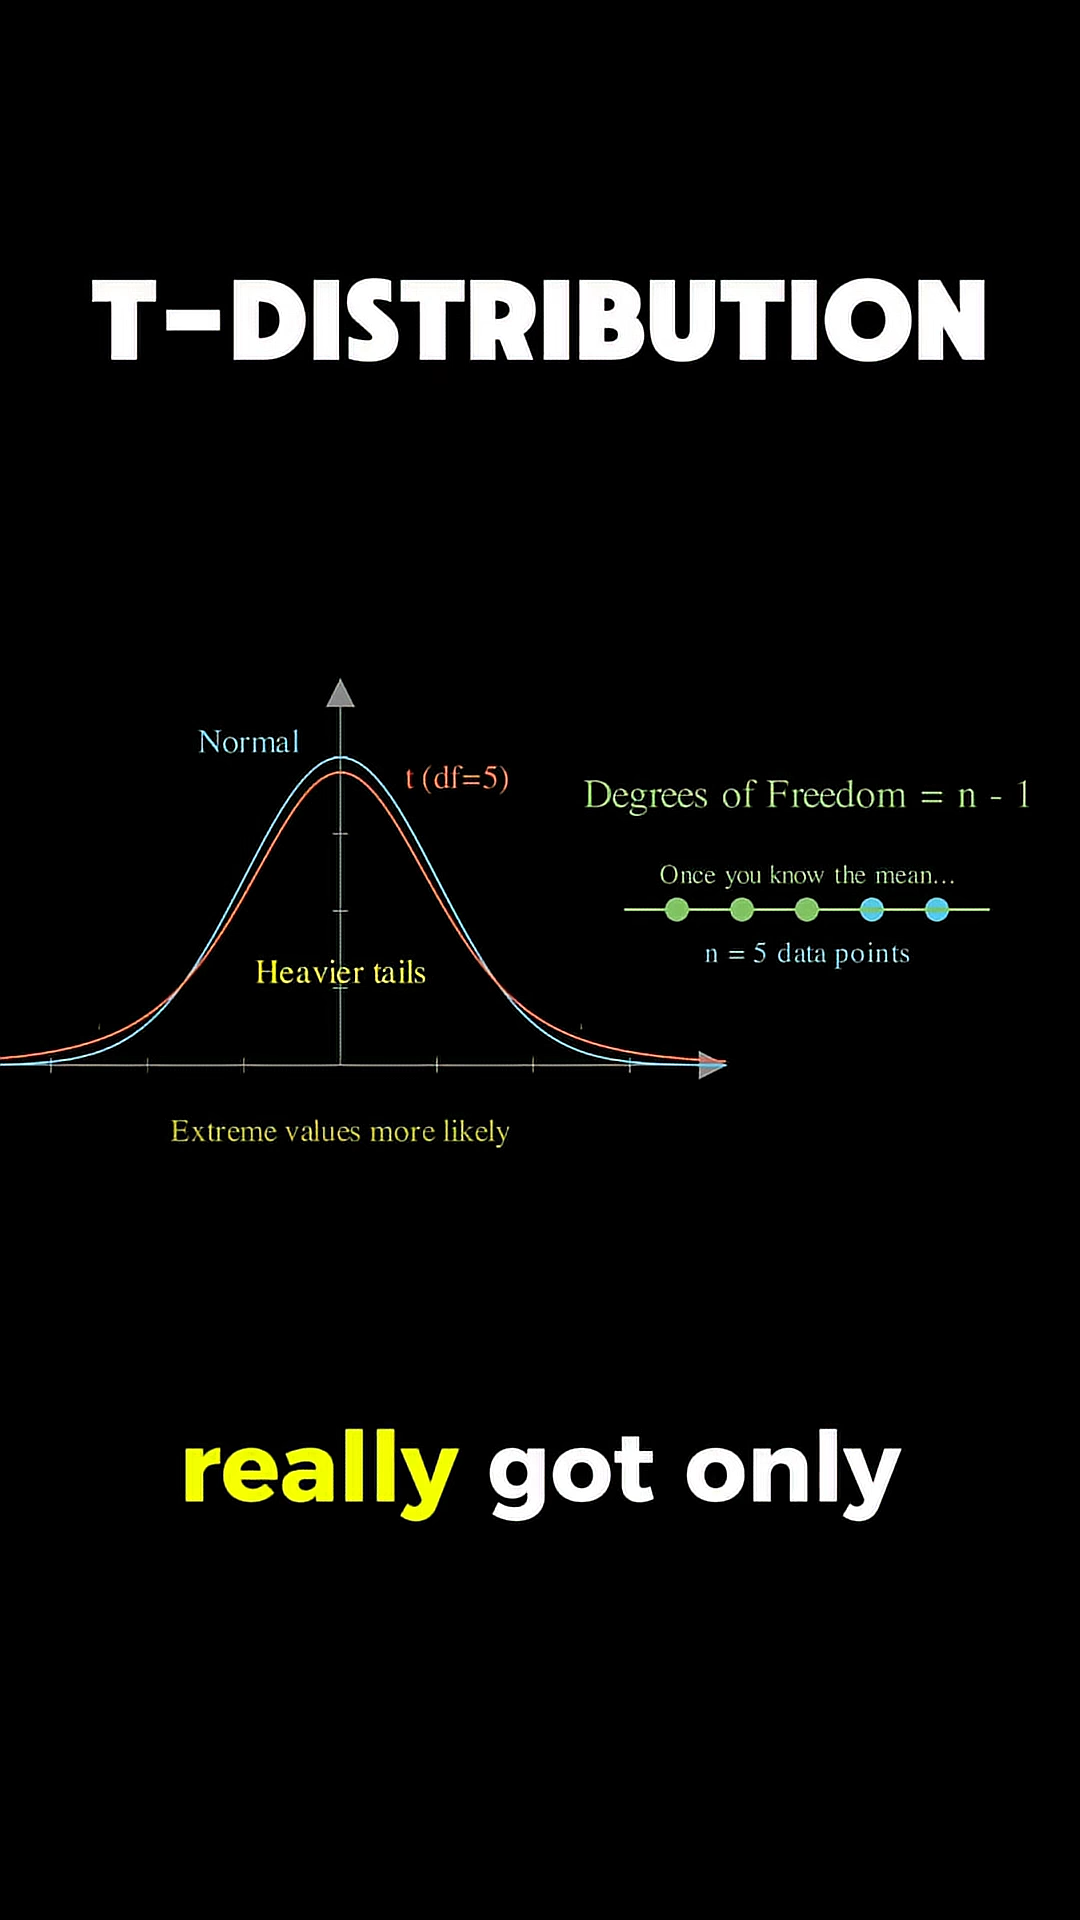 T-DISTRIBUTION
Normal
t (df=5)
Degrees of Freedom = n - 1
Once you know the mean...
n = 5 data points
Heavier tails
Extreme values more likely
really got only